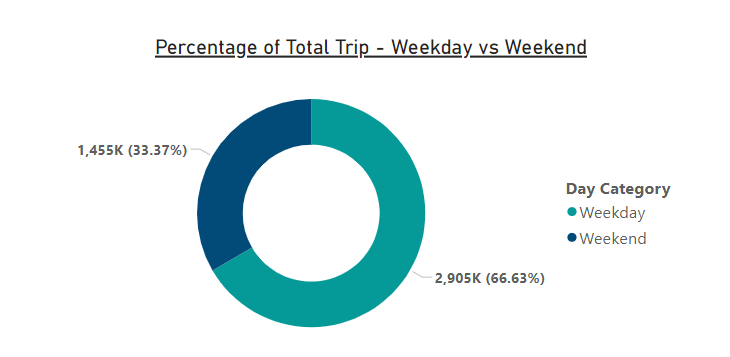 Percentage of Total Trip - Weekday vs Weekend
1,455K (33.37%)
Day Category
Weekday
Weekend
2,905K (66.63%)